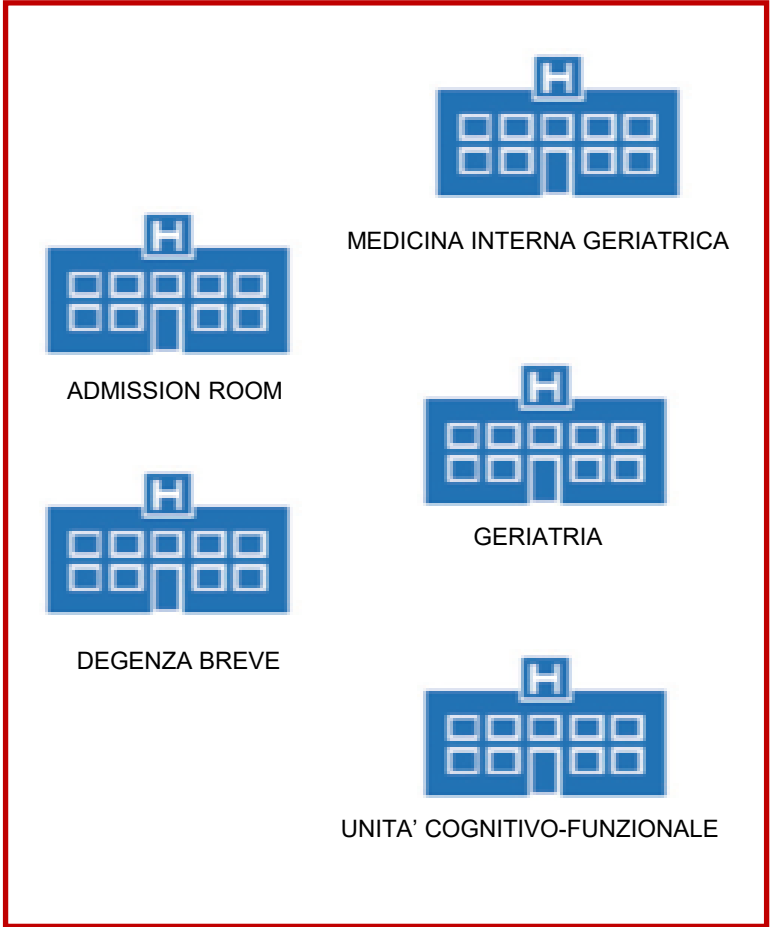 H
MEDICINA INTERNA GERIATRICA
H
ADMISSION ROOM
H
GERIATRIA
H
DEGENZA BREVE
H
UNITA’ COGNITIVO-FUNZIONALE